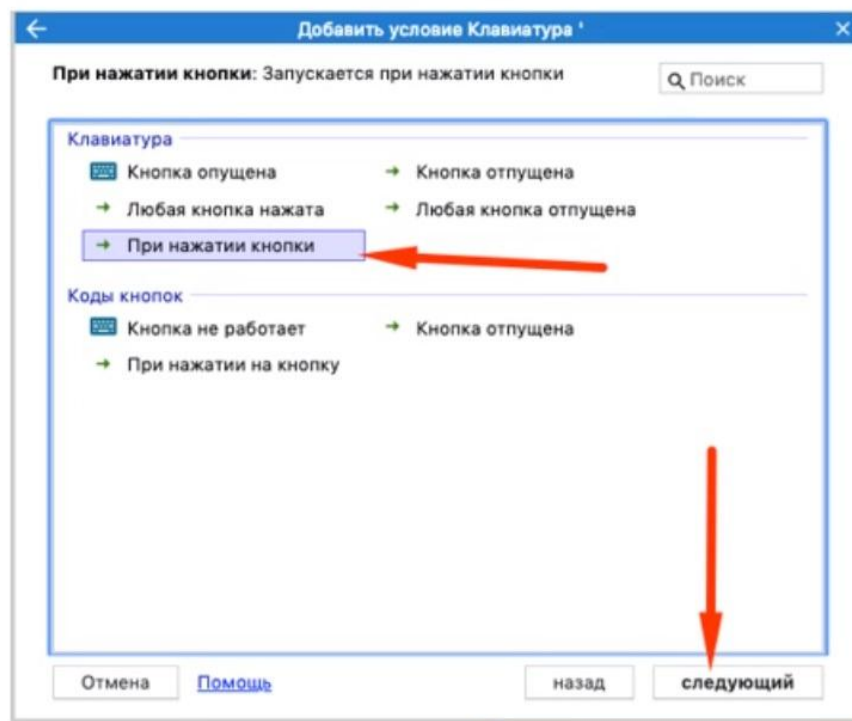 Добавить условие Клавиатура '
При нажатии кнопки: Запускается при нажатии кнопки
Поиск
Клавиатура
Кнопка опущена
Кнопка отпущена
Любая кнопка нажата
Любая кнопка отпущена
При нажатии кнопки
Коды кнопок
Кнопка не работает
Кнопка отпущена
При нажатии на кнопку
Отмена
Помощь
назад
следующий